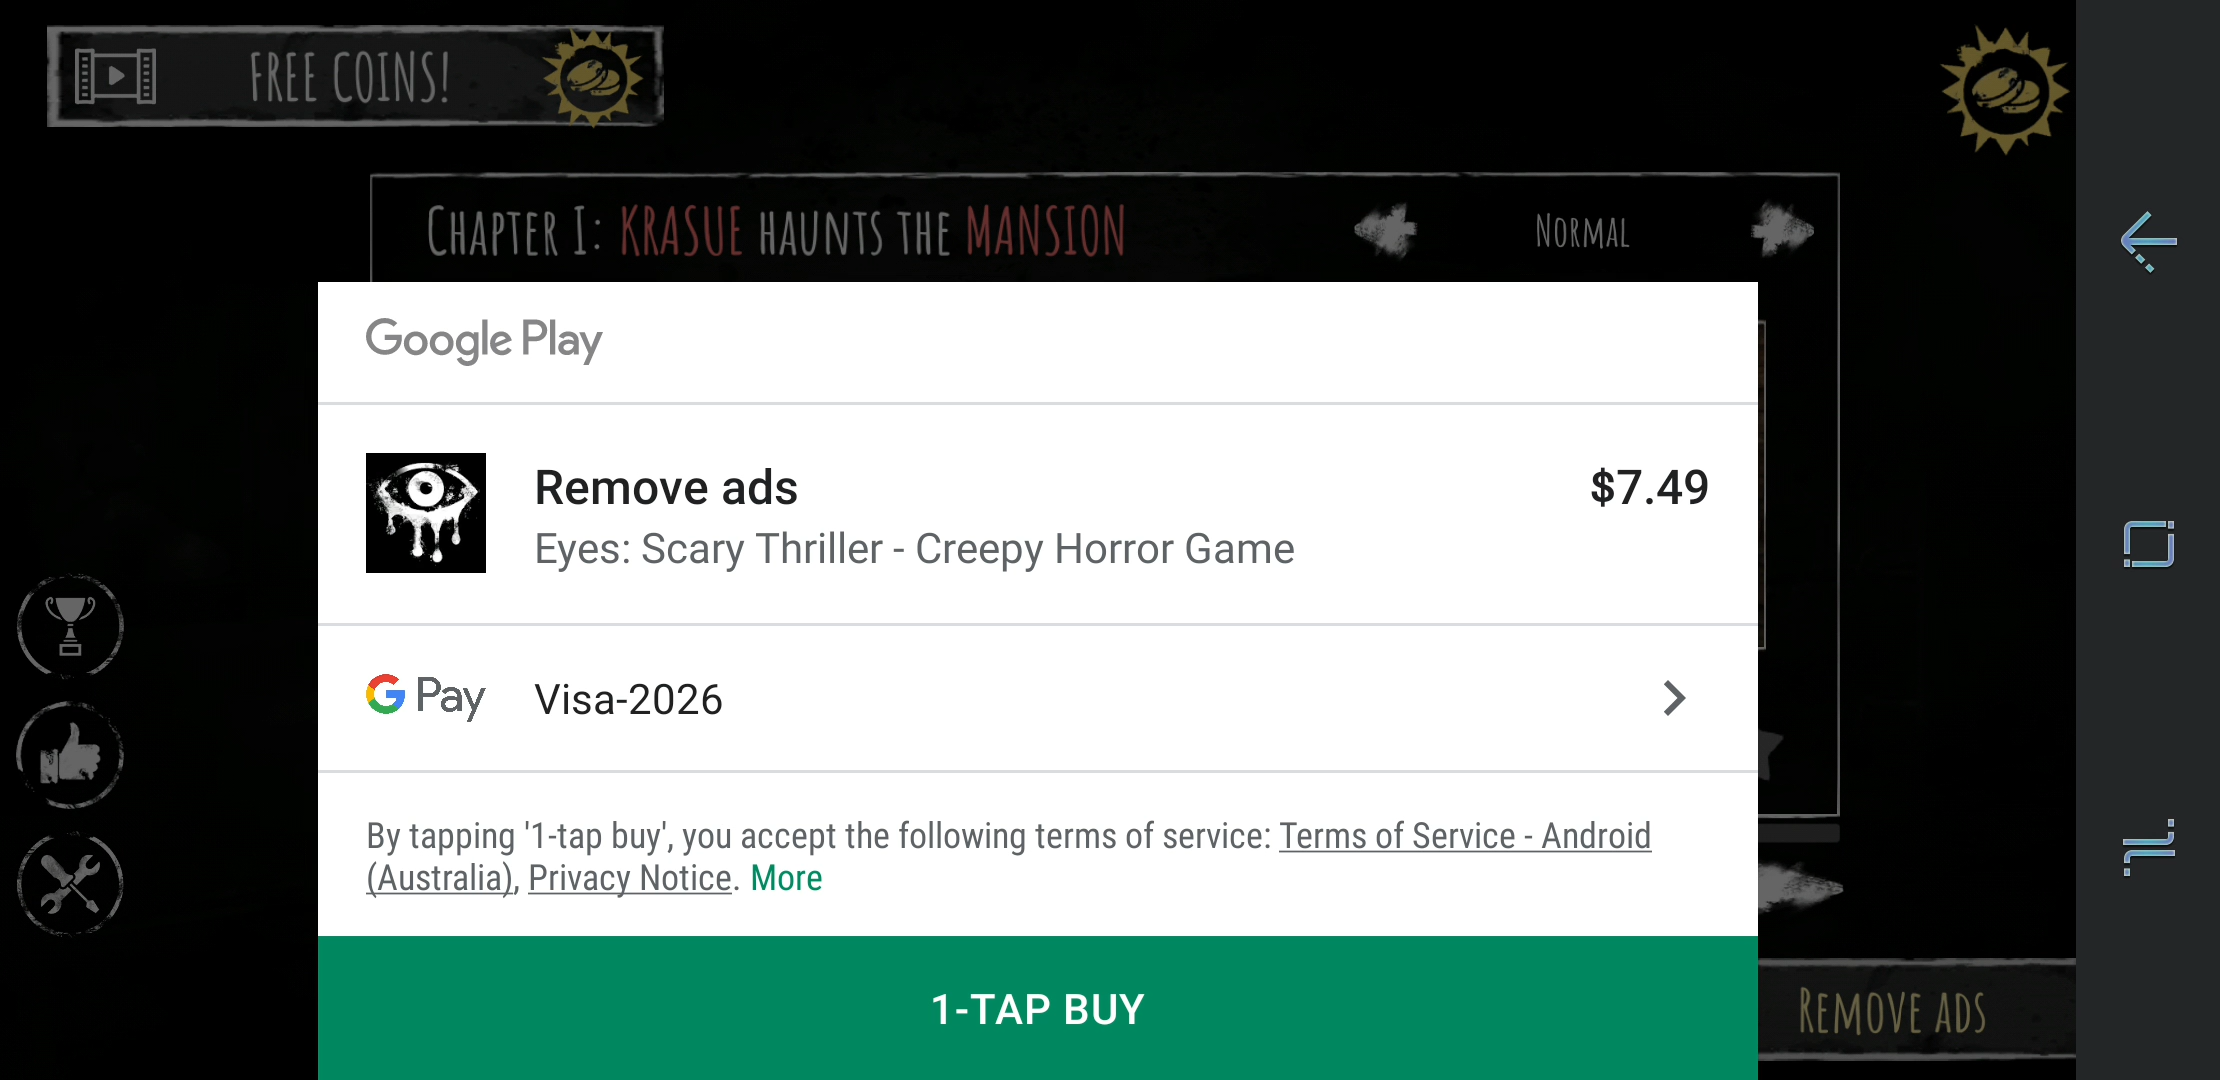 FREE COINS!
CHAPTER I: KRASUE HAUNTS THE MANSION
NORMAL
Google Play
Remove ads
$7.49
Eyes: Scary Thriller - Creepy Horror Game
G Pay
Visa-2026
By tapping '1-tap buy', you accept the following terms of service: Terms of Service - Android
(Australia), Privacy Notice. More
1-TAP BUY
REMOVE ADS